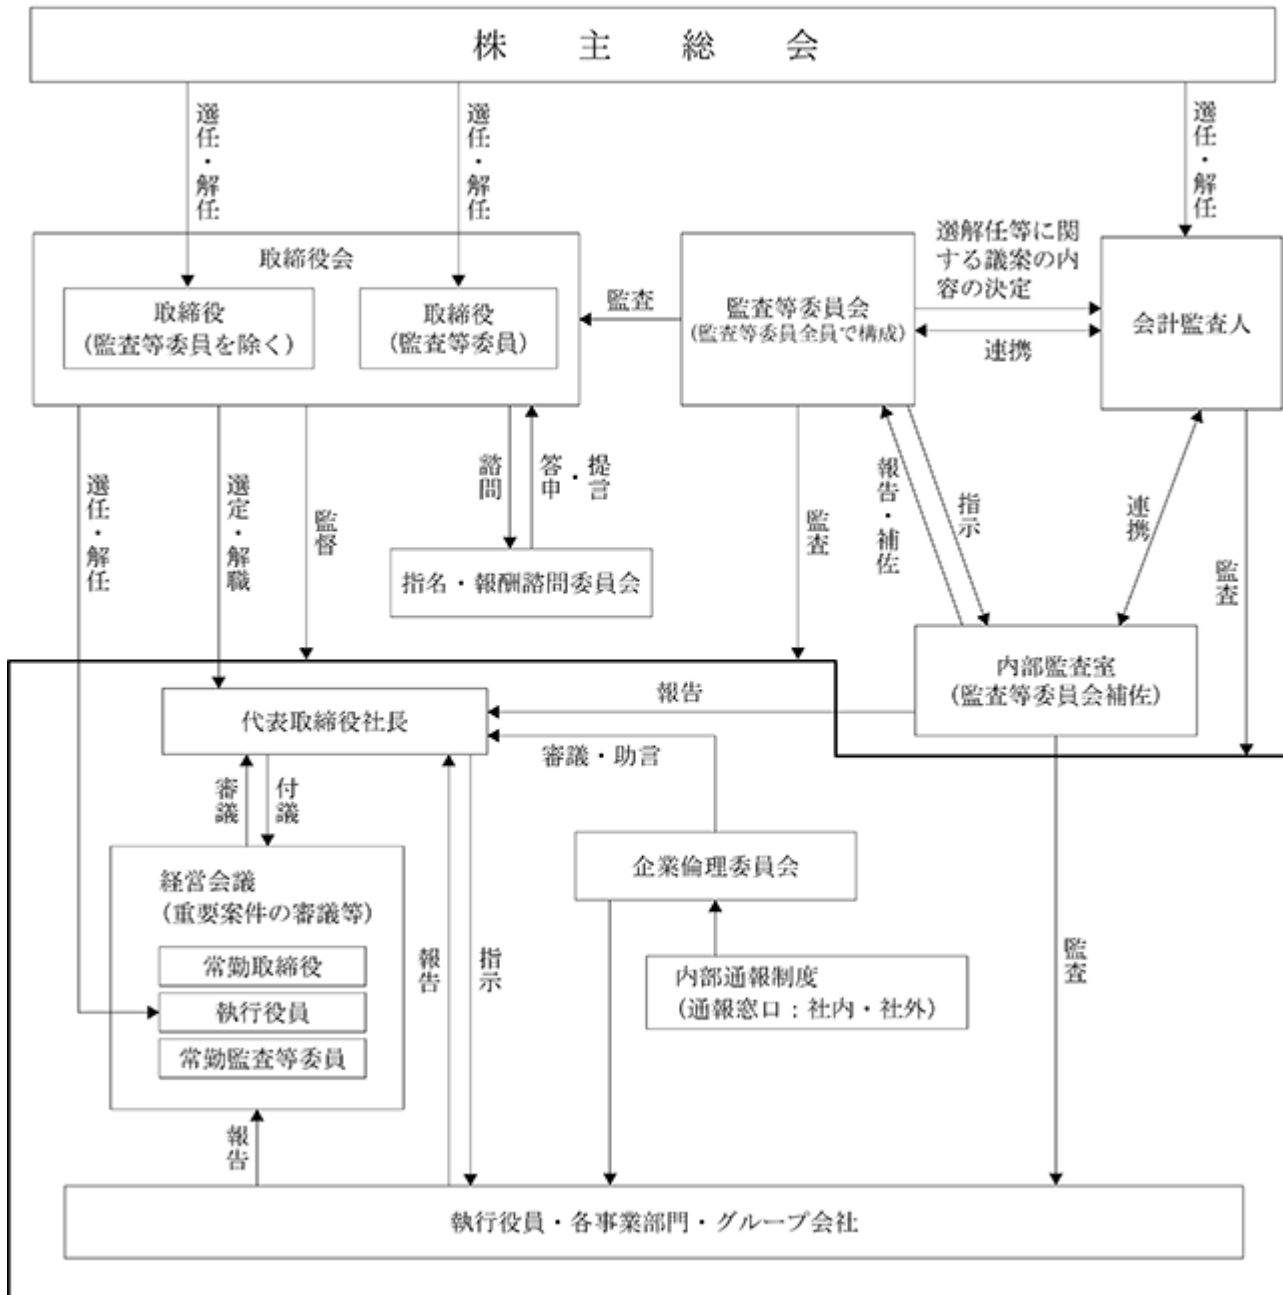 株主総会
選任・解任
選任・解任
選任・解任
取締役会
取締役
(監査等委員を除く)
取締役
(監査等委員)
監査
監査等委員会
(監査等委員全員で構成)
選解任等に関
する議案の内
容の決定
連携
会計監査人
選任・解任
選定・解職
監督
諮問
答申・提言
監査
報告・補佐
指示
連携
監査
指名・報酬諮問委員会
内部監査室
(監査等委員会補佐)
報告
代表取締役社長
審議・助言
審議
付議
企業倫理委員会
経営会議
(重要案件の審議等)
常勤取締役
執行役員
常勤監査等委員
報告
指示
内部通報制度
(通報窓口：社内・社外)
監査
報告
執行役員・各事業部門・グループ会社